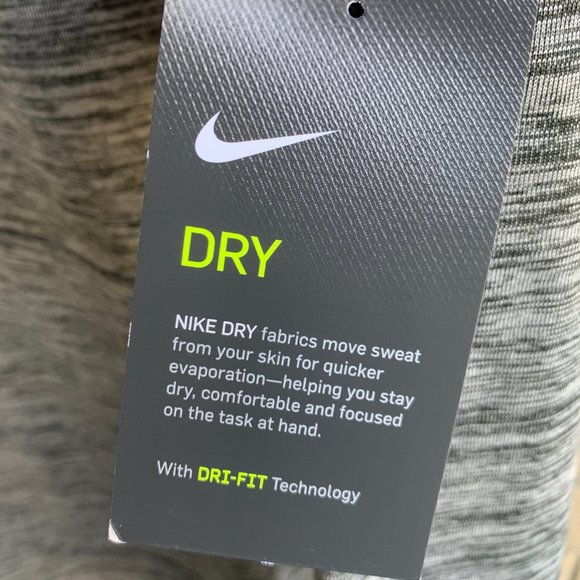 DRY
NIKE DRY fabrics move sweat
from your skin for quicker
evaporation—helping you stay
dry, comfortable and focused
on the task at hand.
With DRI-FIT Technology